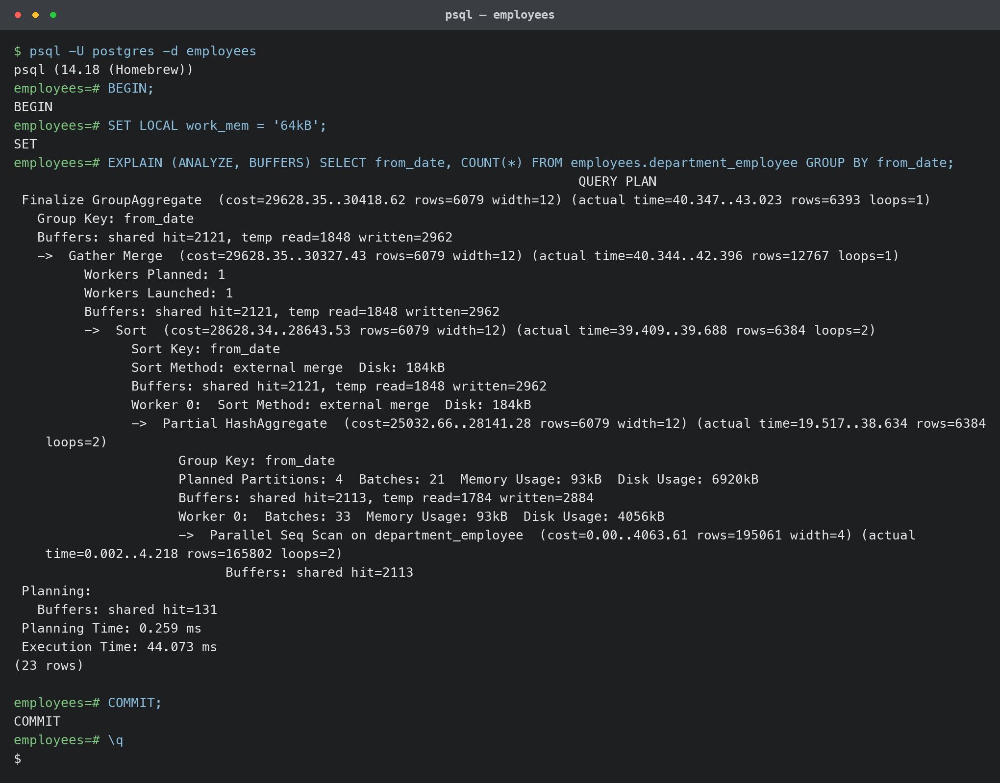 psql — employees
$ psql -U postgres -d employees
psql (14.18 (Homebrew))
employees=# BEGIN;
BEGIN
employees=# SET LOCAL work_mem = '64kB';
SET
employees=# EXPLAIN (ANALYZE, BUFFERS) SELECT from_date, COUNT(*) FROM employees.department_employee GROUP BY from_date;
QUERY PLAN
Finalize GroupAggregate  (cost=29628.35..30418.62 rows=6079 width=12) (actual time=40.347..43.023 rows=6393 loops=1)
Group Key: from_date
Buffers: shared hit=2121, temp read=1848 written=2962
->  Gather Merge  (cost=29628.35..30327.43 rows=6079 width=12) (actual time=40.344..42.396 rows=12767 loops=1)
Workers Planned: 1
Workers Launched: 1
Buffers: shared hit=2121, temp read=1848 written=2962
->  Sort  (cost=28628.34..28643.53 rows=6079 width=12) (actual time=39.409..39.688 rows=6384 loops=2)
Sort Key: from_date
Sort Method: external merge  Disk: 184kB
Buffers: shared hit=2121, temp read=1848 written=2962
Worker 0:  Sort Method: external merge  Disk: 184kB
->  Partial HashAggregate  (cost=25032.66..28141.28 rows=6079 width=12) (actual time=19.517..38.634 rows=6384
loops=2)
Group Key: from_date
Planned Partitions: 4  Batches: 21  Memory Usage: 93kB  Disk Usage: 6920kB
Buffers: shared hit=2113, temp read=1784 written=2884
Worker 0:  Batches: 33  Memory Usage: 93kB  Disk Usage: 4056kB
->  Parallel Seq Scan on department_employee  (cost=0.00..4063.61 rows=195061 width=4) (actual
time=0.002..4.218 rows=165802 loops=2)
Buffers: shared hit=2113
Planning:
Buffers: shared hit=131
Planning Time: 0.259 ms
Execution Time: 44.073 ms
(23 rows)
employees=# COMMIT;
COMMIT
employees=# \q
$